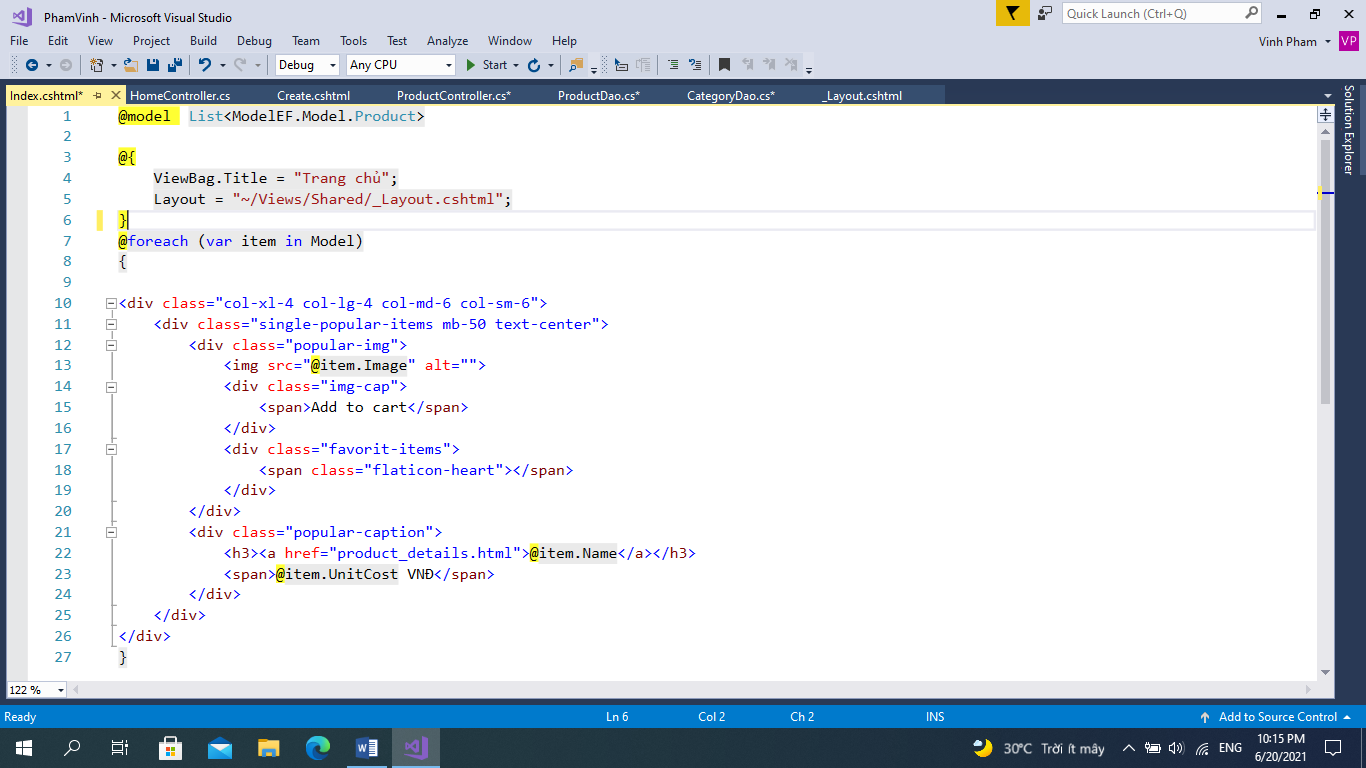 PhamVinh - Microsoft Visual Studio
Quick Launch (Ctrl+Q)
File Edit View Project Build Debug Team Tools Test Analyze Window Help
Vinh Pham VP
Debug Any CPU Start
Index.cshtml* HomeController.cs Create.cshtml ProductController.cs* ProductDao.cs* CategoryDao.cs* _Layout.cshtml
Solution Explorer
1 @model List<ModelEF.Model.Product>
2
3 @{
4 ViewBag.Title = "Trang chủ";
5 Layout = "~/Views/Shared/_Layout.cshtml";
6 }
7 @foreach (var item in Model)
8 {
9
10 <div class="col-xl-4 col-lg-4 col-md-6 col-sm-6">
11 <div class="single-popular-items mb-50 text-center">
12 <div class="popular-img">
13 <img src="@item.Image" alt="">
14 <div class="img-cap">
15 <span>Add to cart</span>
16 </div>
17 <div class="favorit-items">
18 <span class="flaticon-heart"></span>
19 </div>
20 </div>
21 <div class="popular-caption">
22 <h3><a href="product_details.html">@item.Name</a></h3>
23 <span>@item.UnitCost VNĐ</span>
24 </div>
25 </div>
26 </div>
27 }
122 %
Ready Ln 6 Col 2 Ch 2 INS Add to Source Control
30°C Trời ít mây ENG 10:15 PM
6/20/2021